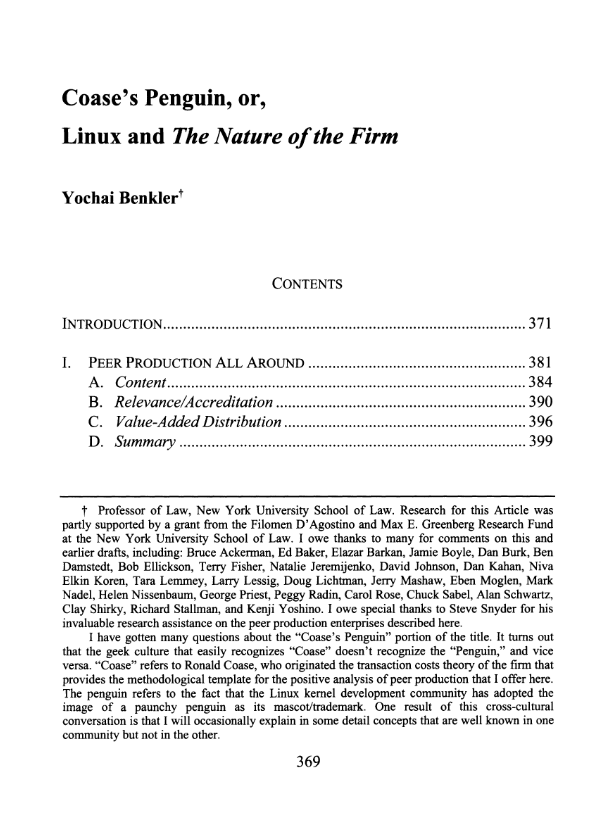 Coase's Penguin, or,
Linux and The Nature of the Firm
Yochai Benkler†
CONTENTS
INTRODUCTION.......................................................................................... 371
I. PEER PRODUCTION ALL AROUND ...................................................... 381
A. Content......................................................................................... 384
B. Relevance/Accreditation .............................................................. 390
C. Value-Added Distribution ............................................................ 396
D. Summary ...................................................................................... 399
† Professor of Law, New York University School of Law. Research for this Article was
partly supported by a grant from the Filomen D'Agostino and Max E. Greenberg Research Fund
at the New York University School of Law. I owe thanks to many for comments on this and
earlier drafts, including: Bruce Ackerman, Ed Baker, Elazar Barkan, Jamie Boyle, Dan Burk, Ben
Damstedt, Bob Ellickson, Terry Fisher, Natalie Jeremijenko, David Johnson, Dan Kahan, Niva
Elkin Koren, Tara Lemmey, Larry Lessig, Doug Lichtman, Jerry Mashaw, Eben Moglen, Mark
Nadel, Helen Nissenbaum, George Priest, Peggy Radin, Carol Rose, Chuck Sabel, Alan Schwartz,
Clay Shirky, Richard Stallman, and Kenji Yoshino. I owe special thanks to Steve Snyder for his
invaluable research assistance on the peer production enterprises described here.
I have gotten many questions about the "Coase's Penguin" portion of the title. It turns out
that the geek culture that easily recognizes "Coase" doesn't recognize the "Penguin," and vice
versa. "Coase" refers to Ronald Coase, who originated the transaction costs theory of the firm that
provides the methodological template for the positive analysis of peer production that I offer here.
The penguin refers to the fact that the Linux kernel development community has adopted the
image of a paunchy penguin as its mascot/trademark. One result of this cross-cultural
conversation is that I will occasionally explain in some detail concepts that are well known in one
community but not in the other.
369